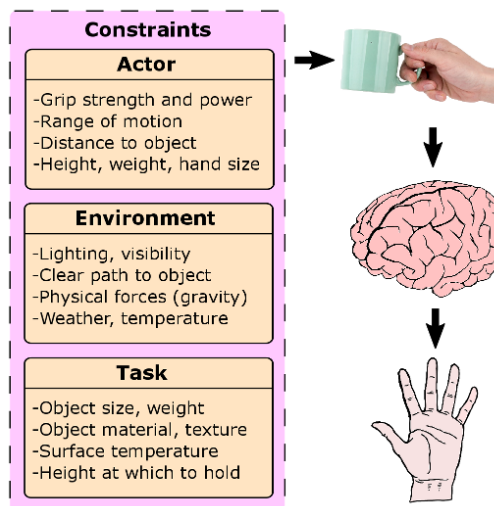 Constraints
Actor
-Grip strength and power
-Range of motion
-Distance to object
-Height, weight, hand size
Environment
-Lighting, visibility
-Clear path to object
-Physical forces (gravity)
-Weather, temperature
Task
-Object size, weight
-Object material, texture
-Surface temperature
-Height at which to hold